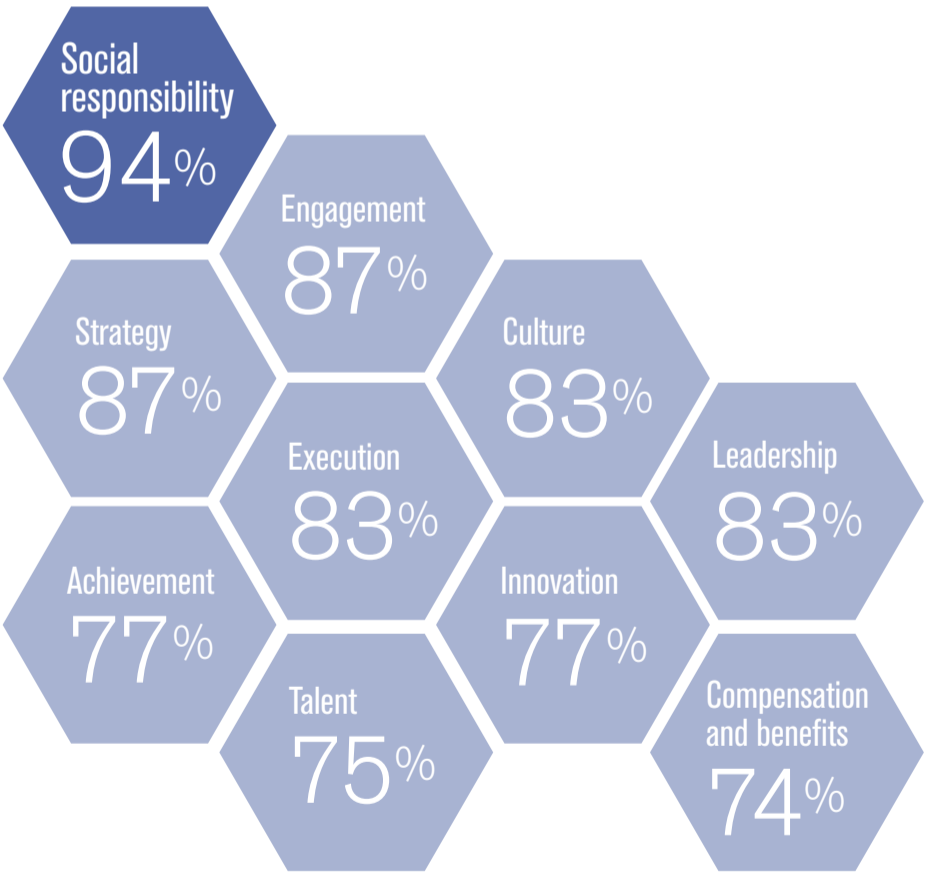 Social
responsibility
94%
Engagement
87%
Strategy
87%
Culture
83%
Execution
83%
Leadership
83%
Achievement
77%
Innovation
77%
Talent
75%
Compensation
and benefits
74%